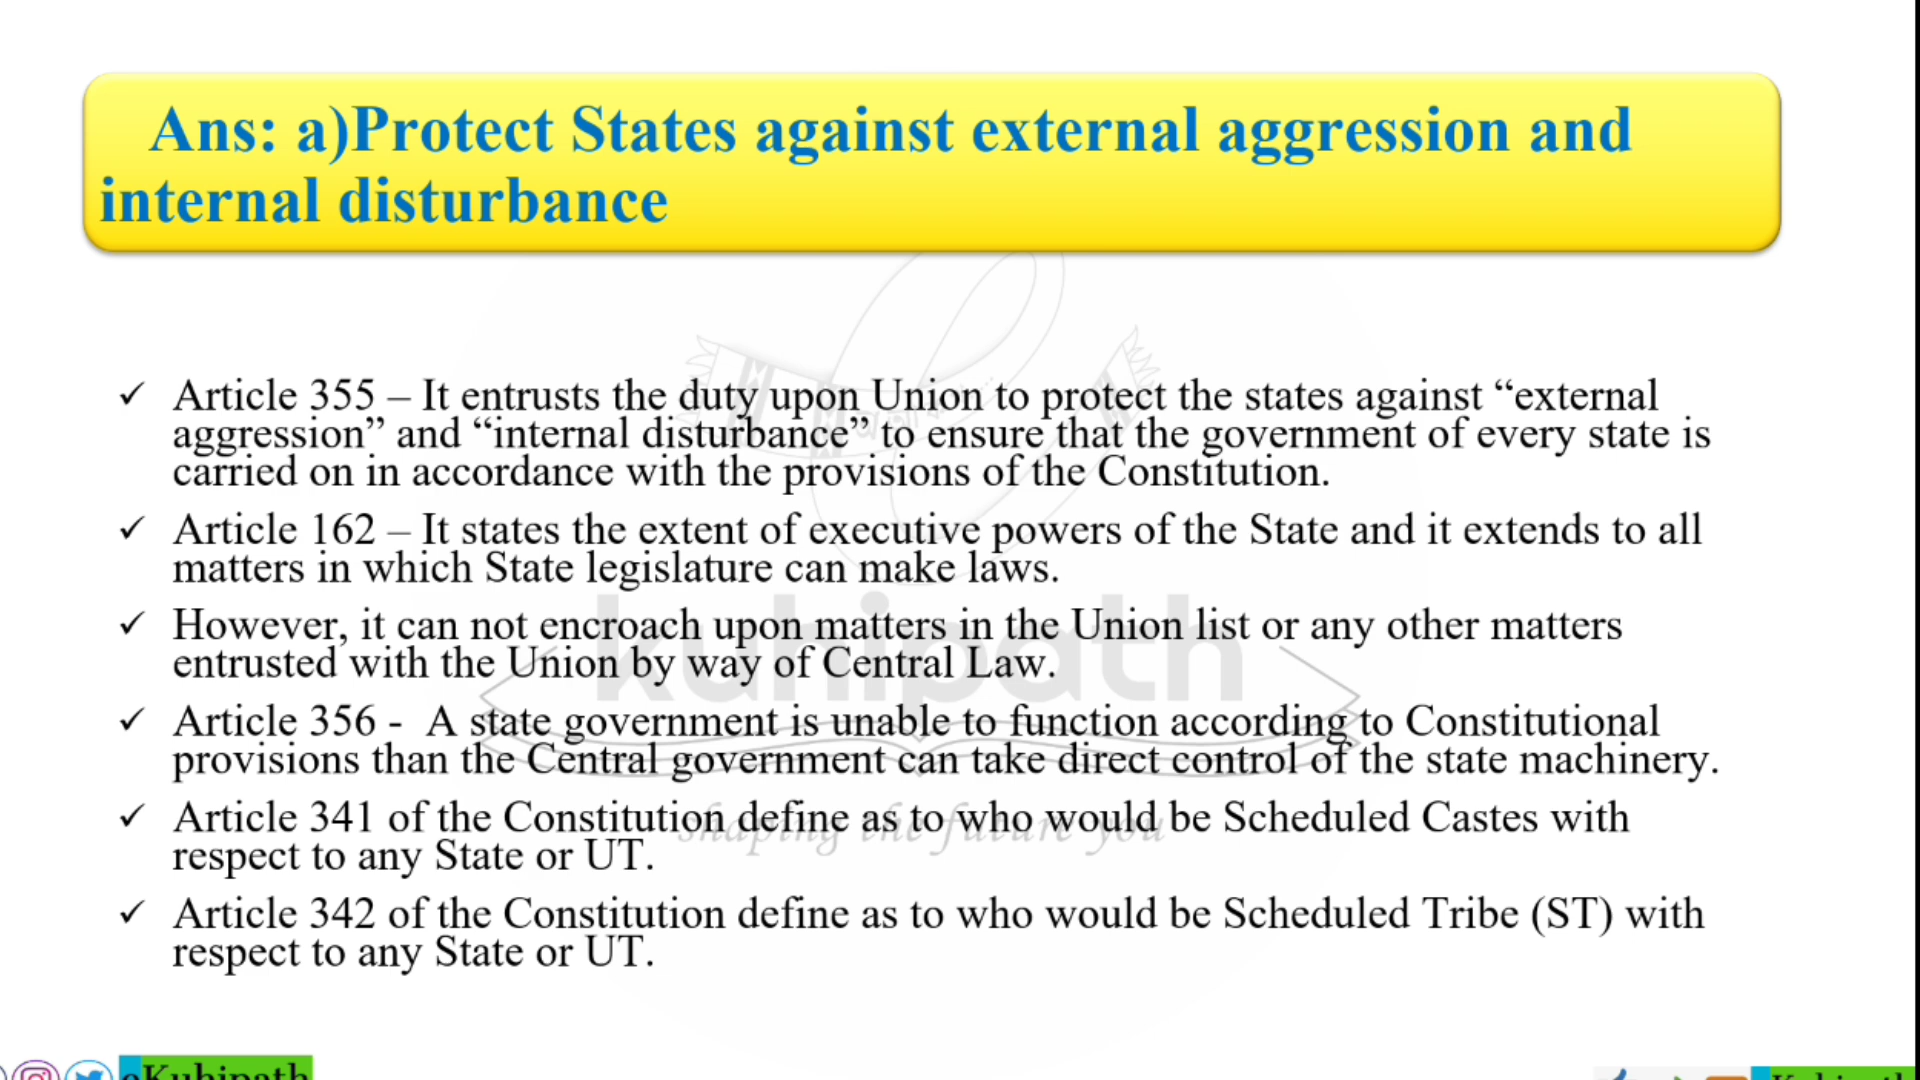 Ans: a)Protect States against external aggression and
internal disturbance
✓ Article 355 – It entrusts the duty upon Union to protect the states against “external
aggression” and “internal disturbance” to ensure that the government of every state is
carried on in accordance with the provisions of the Constitution.
✓ Article 162 – It states the extent of executive powers of the State and it extends to all
matters in which State legislature can make laws.
✓ However, it can not encroach upon matters in the Union list or any other matters
entrusted with the Union by way of Central Law.
✓ Article 356 - A state government is unable to function according to Constitutional
provisions than the Central government can take direct control of the state machinery.
✓ Article 341 of the Constitution define as to who would be Scheduled Castes with
respect to any State or UT.
✓ Article 342 of the Constitution define as to who would be Scheduled Tribe (ST) with
respect to any State or UT.
kuhipath
shaping the future you
eKuhipath